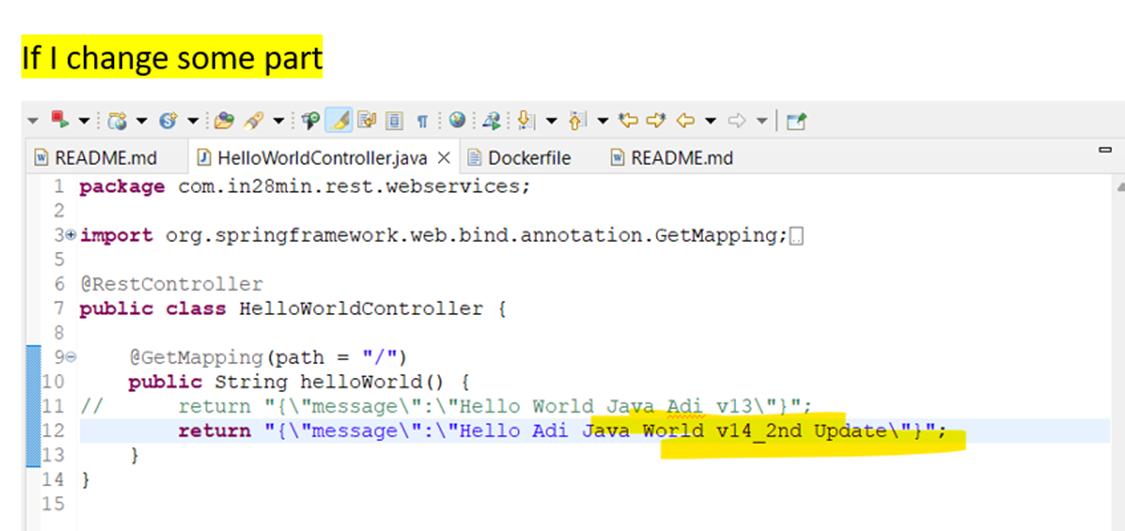 If I change some part
README.md HelloWorldController.java Dockerfile README.md
1 package com.in28min.rest.webservices;
2
3 import org.springframework.web.bind.annotation.GetMapping;
5
6 @RestController
7 public class HelloWorldController {
8
9 @GetMapping(path = "/")
10 public String helloWorld() {
11 // return "{\"message\":\"Hello World Java Adi v13\"}";
12 return "{\"message\":\"Hello Adi Java World v14_2nd Update\"}";
13 }
14 }
15